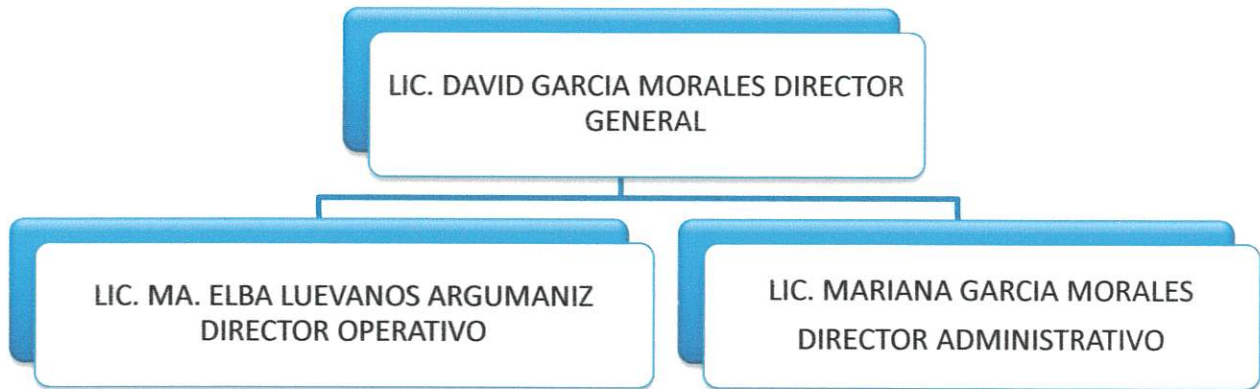 LIC. DAVID GARCIA MORALES DIRECTOR
GENERAL
LIC. MA. ELBA LUEVANOS ARGUMANIZ
DIRECTOR OPERATIVO
LIC. MARIANA GARCIA MORALES
DIRECTOR ADMINISTRATIVO